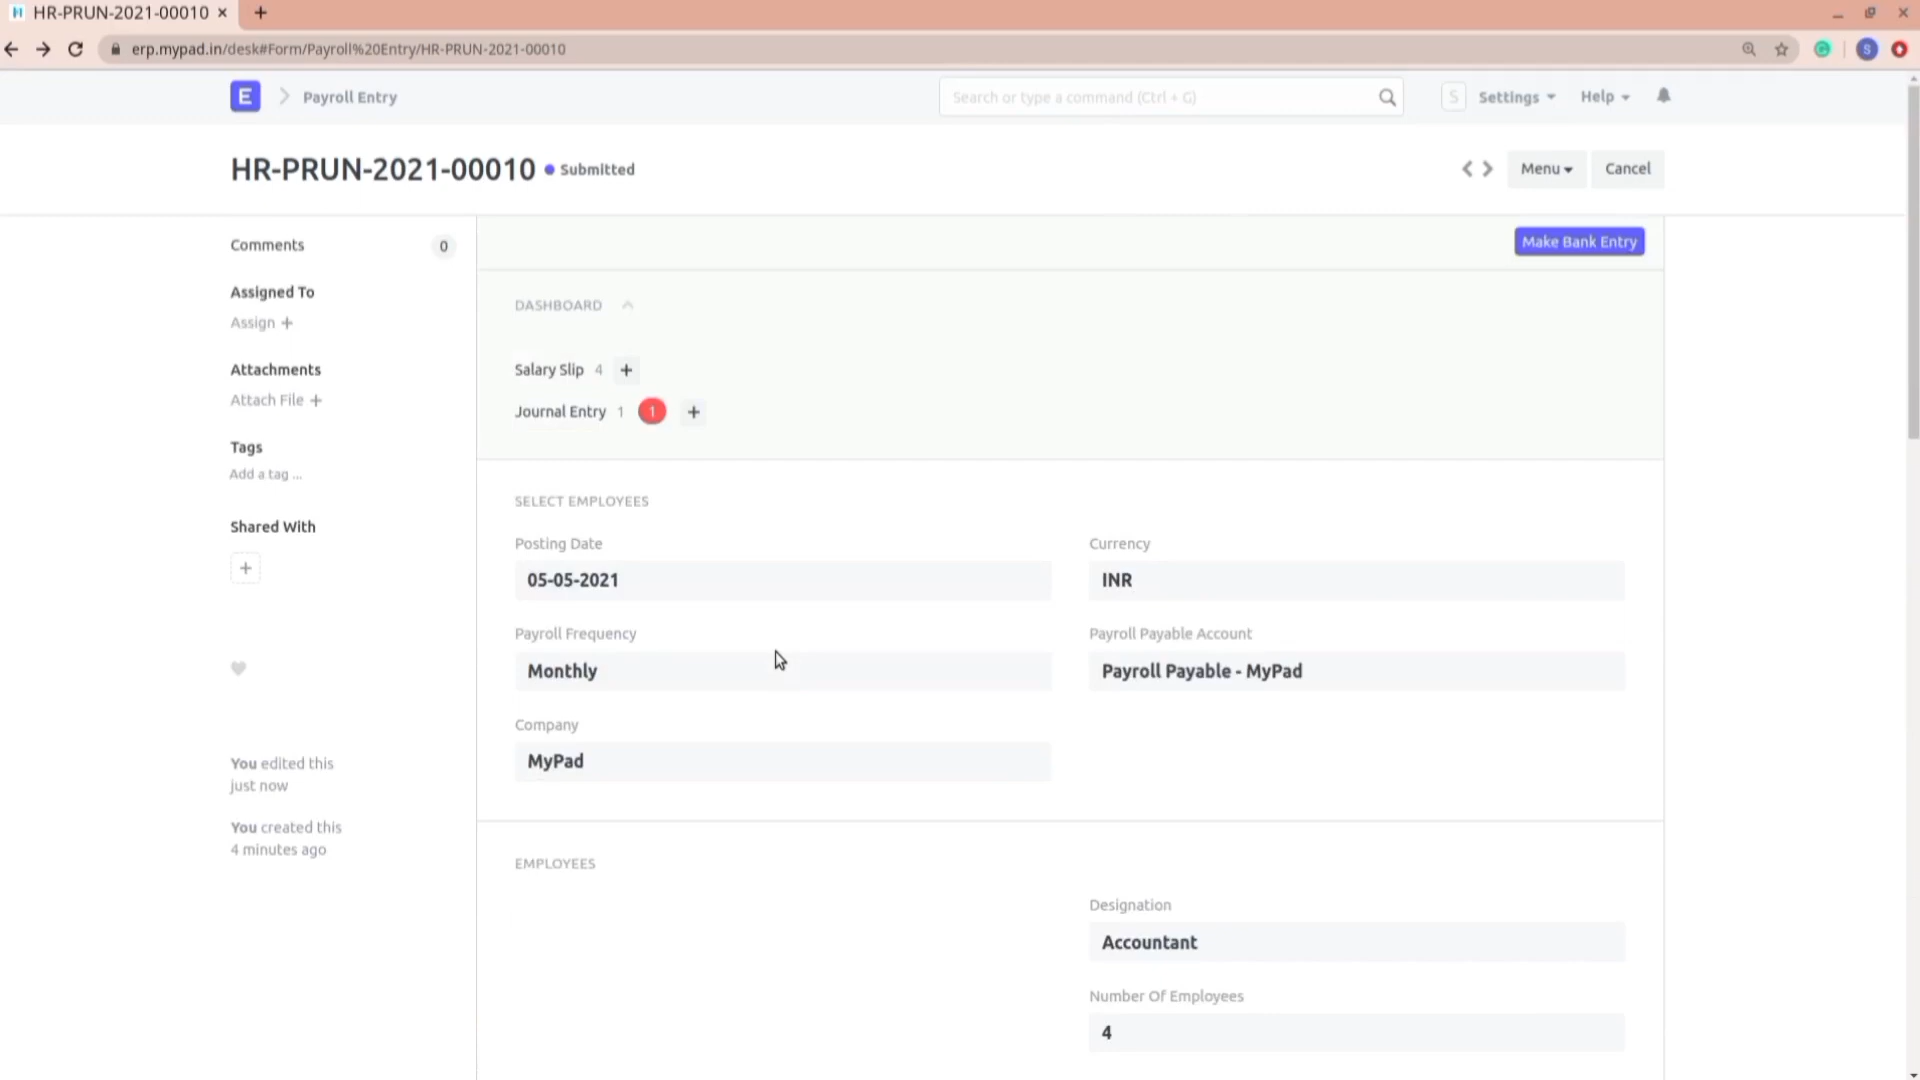 HR-PRUN-2021-00010
erp.mypad.in/desk#Form/Payroll%20Entry/HR-PRUN-2021-00010
S
E
Payroll Entry
Search or type a command (Ctrl + G)
S
Settings
Help
HR-PRUN-2021-00010
Submitted
Menu
Cancel
Comments
0
Make Bank Entry
Assigned To
Assign +
DASHBOARD
Attachments
Attach File +
Salary Slip 4 +
Journal Entry 1 1 +
Tags
Add a tag ...
Shared With
+
SELECT EMPLOYEES
Posting Date
05-05-2021
Currency
INR
Payroll Frequency
Monthly
Payroll Payable Account
Payroll Payable - MyPad
Company
MyPad
You edited this
just now
You created this
4 minutes ago
EMPLOYEES
Designation
Accountant
Number Of Employees
4